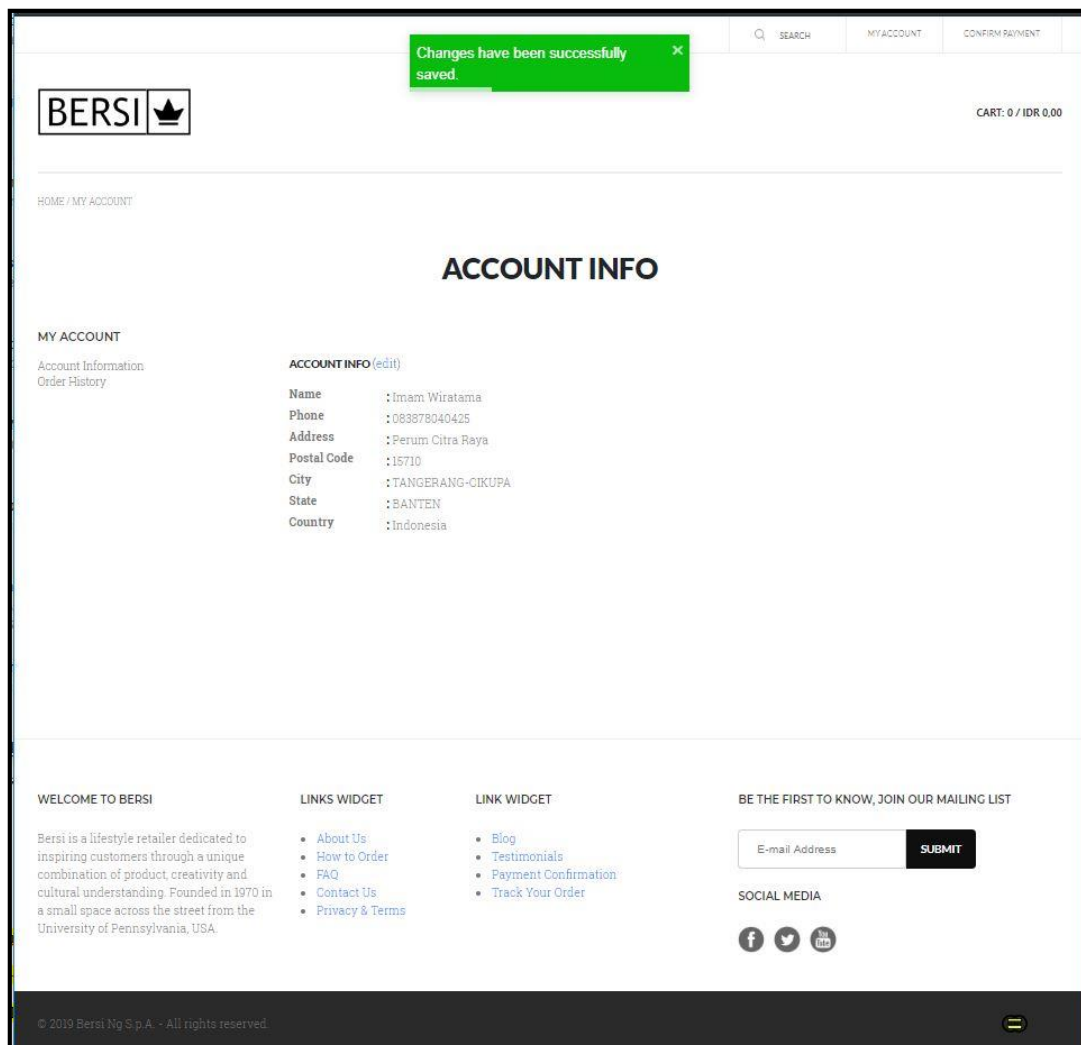 SEARCH
MY ACCOUNT
CONFIRM PAYMENT
Changes have been successfully
saved.
×
BERSI
CART: 0 / IDR 0,00
HOME / MY ACCOUNT
ACCOUNT INFO
MY ACCOUNT
Account Information
Order History
ACCOUNT INFO (edit)
Name : Imam Wiratama
Phone : 083878040425
Address : Perum Citra Raya
Postal Code : 15710
City : TANGERANG-CIKUPA
State : BANTEN
Country : Indonesia
WELCOME TO BERSI
Bersi is a lifestyle retailer dedicated to
inspiring customers through a unique
combination of product, creativity and
cultural understanding. Founded in 1970 in
a small space across the street from the
University of Pennsylvania, USA.
LINKS WIDGET
About Us
How to Order
FAQ
Contact Us
Privacy & Terms
LINK WIDGET
Blog
Testimonials
Payment Confirmation
Track Your Order
BE THE FIRST TO KNOW, JOIN OUR MAILING LIST
E-mail Address
SUBMIT
SOCIAL MEDIA
© 2019 Bersi Ng S.p.A. - All rights reserved.